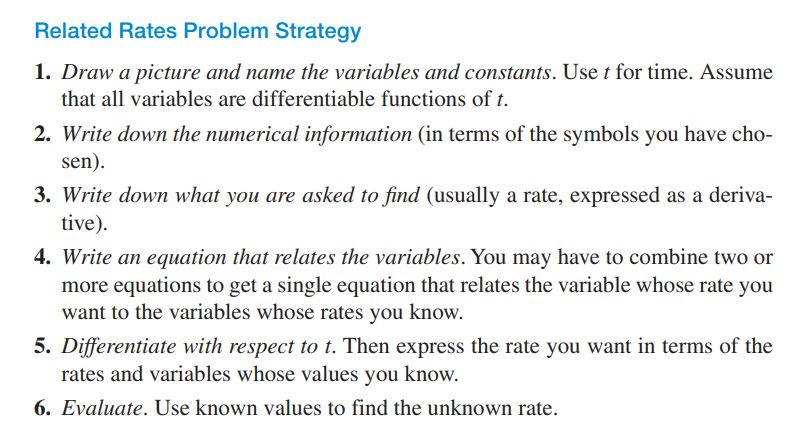 Related Rates Problem Strategy
1. Draw a picture and name the variables and constants. Use t for time. Assume
that all variables are differentiable functions of t.
2. Write down the numerical information (in terms of the symbols you have cho-
sen).
3. Write down what you are asked to find (usually a rate, expressed as a deriva-
tive).
4. Write an equation that relates the variables. You may have to combine two or
more equations to get a single equation that relates the variable whose rate you
want to the variables whose rates you know.
5. Differentiate with respect to t. Then express the rate you want in terms of the
rates and variables whose values you know.
6. Evaluate. Use known values to find the unknown rate.